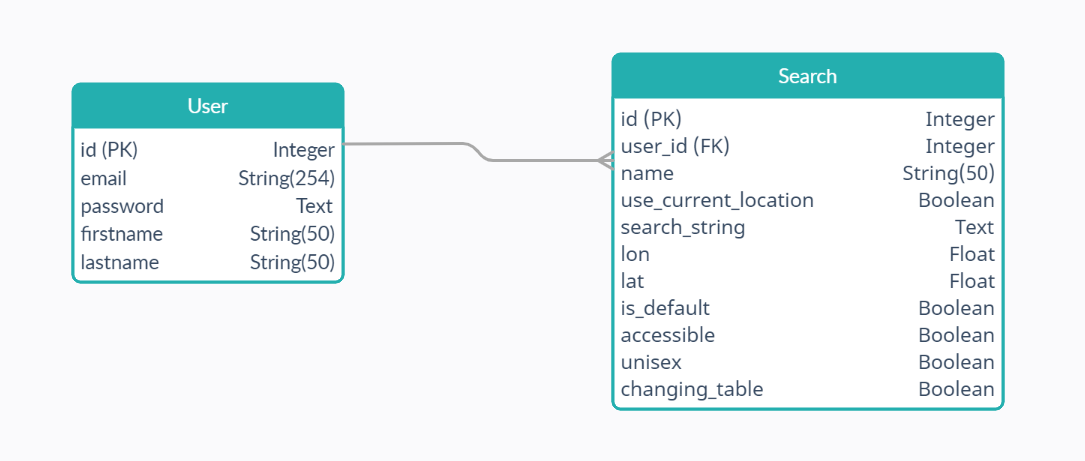 User
id (PK) Integer
email String(254)
password Text
firstname String(50)
lastname String(50)
Search
id (PK) Integer
user_id (FK) Integer
name String(50)
use_current_location Boolean
search_string Text
lon Float
lat Float
is_default Boolean
accessible Boolean
unisex Boolean
changing_table Boolean